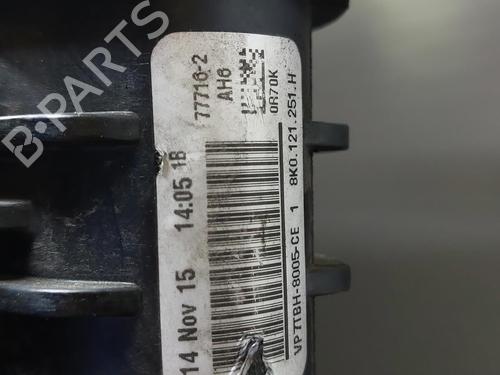 B-PARTS
77716-2
AH6
0R70K
14 Nov 15 14:05 1B
VP7TBH-8005-CE 1 8K0.121.251.H